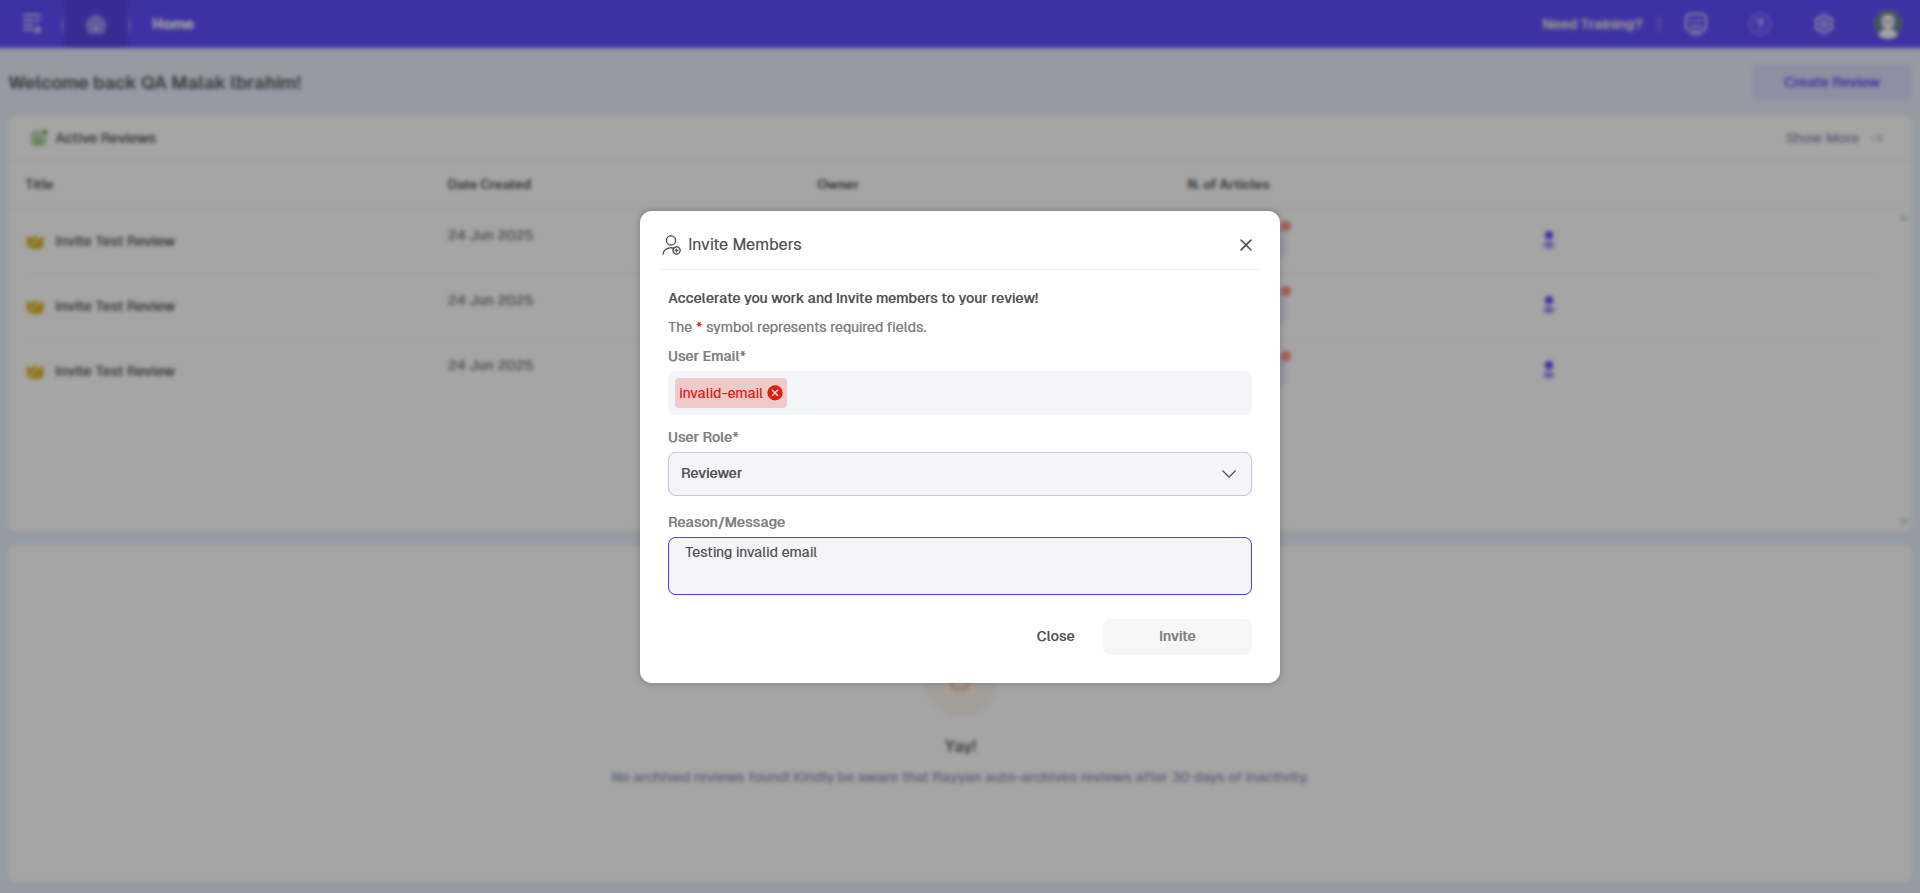 Home
Need Training?
Welcome back QA Malak Ibrahim!
Create Review
Active Reviews
Show More
Title
Date Created
Owner
N. of Articles
Invite Test Review
24 Jun 2025
Invite Test Review
24 Jun 2025
Invite Test Review
24 Jun 2025
Invite Members
Accelerate you work and Invite members to your review!
The * symbol represents required fields.
User Email*
invalid-email
User Role*
Reviewer
Reason/Message
Testing invalid email
Close
Invite
Yay!
No archived reviews found! Kindly be aware that Rayyan auto-archives reviews after 30 days of inactivity.